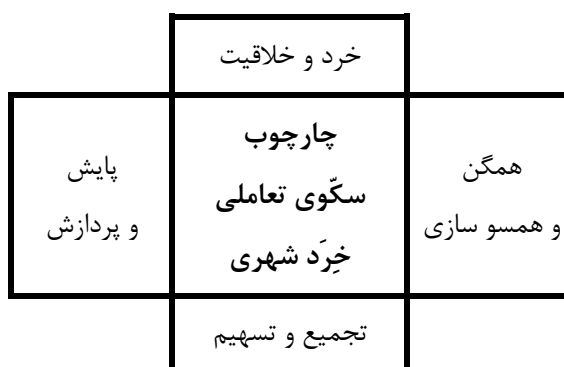 خرد و خلاقیت
همگن
و همسو سازی
چارچوب
سکّوی تعاملی
خِرَد شهری
پایش
و پردازش
تجمیع و تسهیم